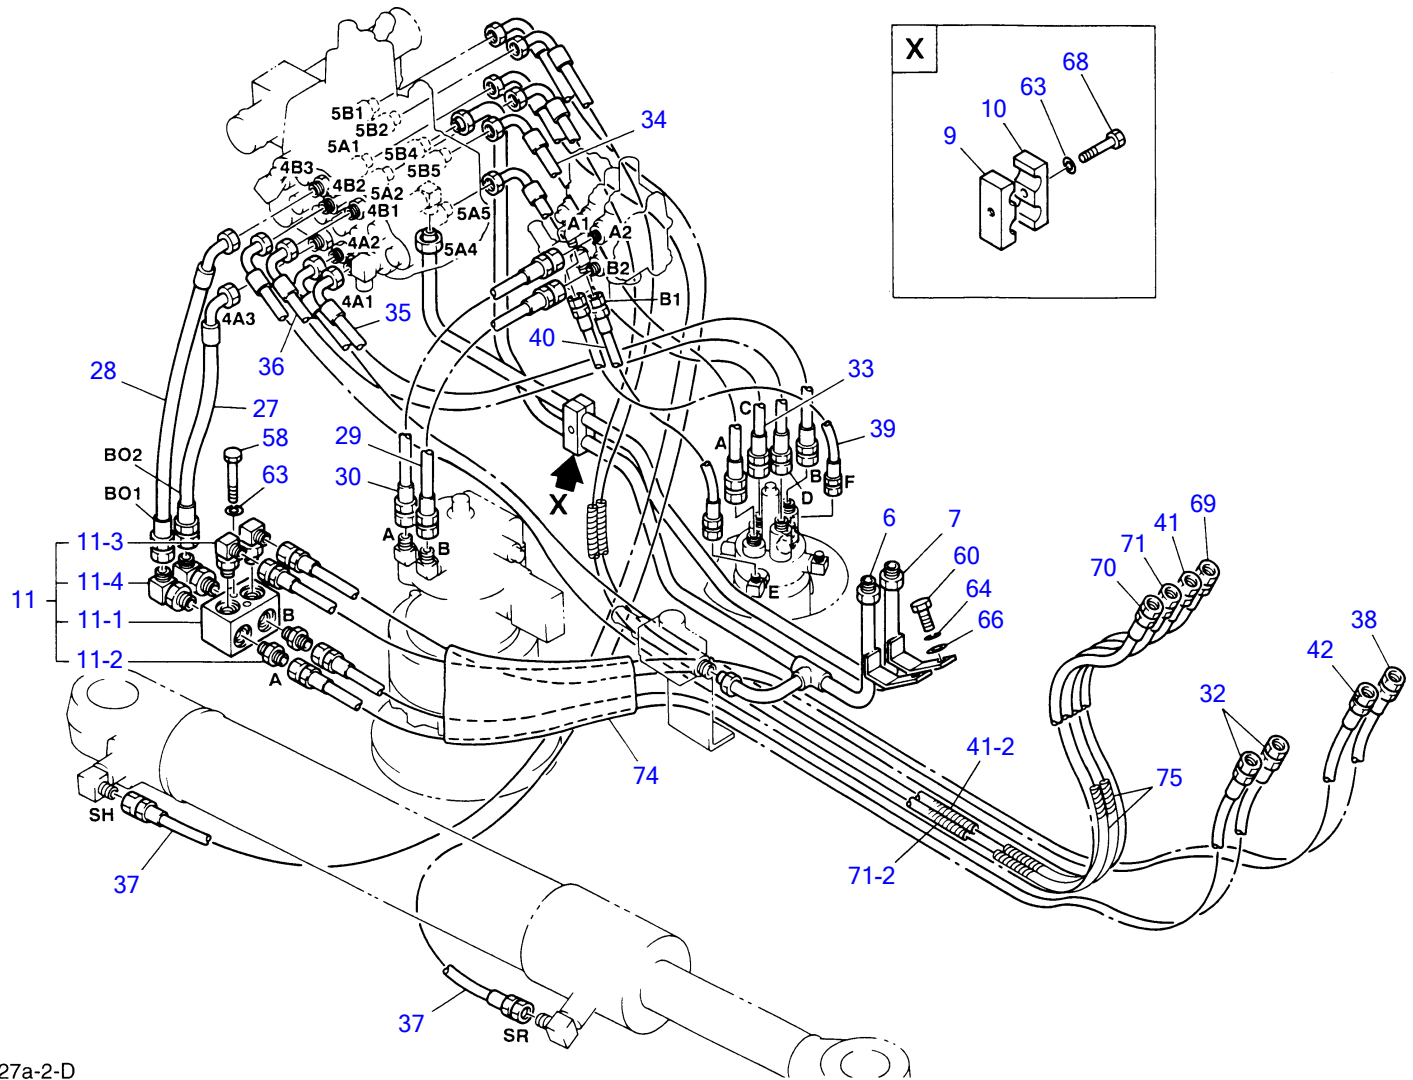 X
68
63
10
9
34
5B1
5B2
5A1
5B4
5B5
4B3
4B2
5A2
4B1
5A5
4A2
5A4
A1
A2
B2
B1
4A1
4A3
35
40
36
28
27
33
C
A
39
58
BO2
63
BO1
29
30
X
B
D
F
A
B
E
11-3
11-4
11
11-1
11-2
B
A
6
7
60
64
66
69
41
71
70
38
42
32
74
41-2
75
71-2
SH
37
37
SR
27a-2-D